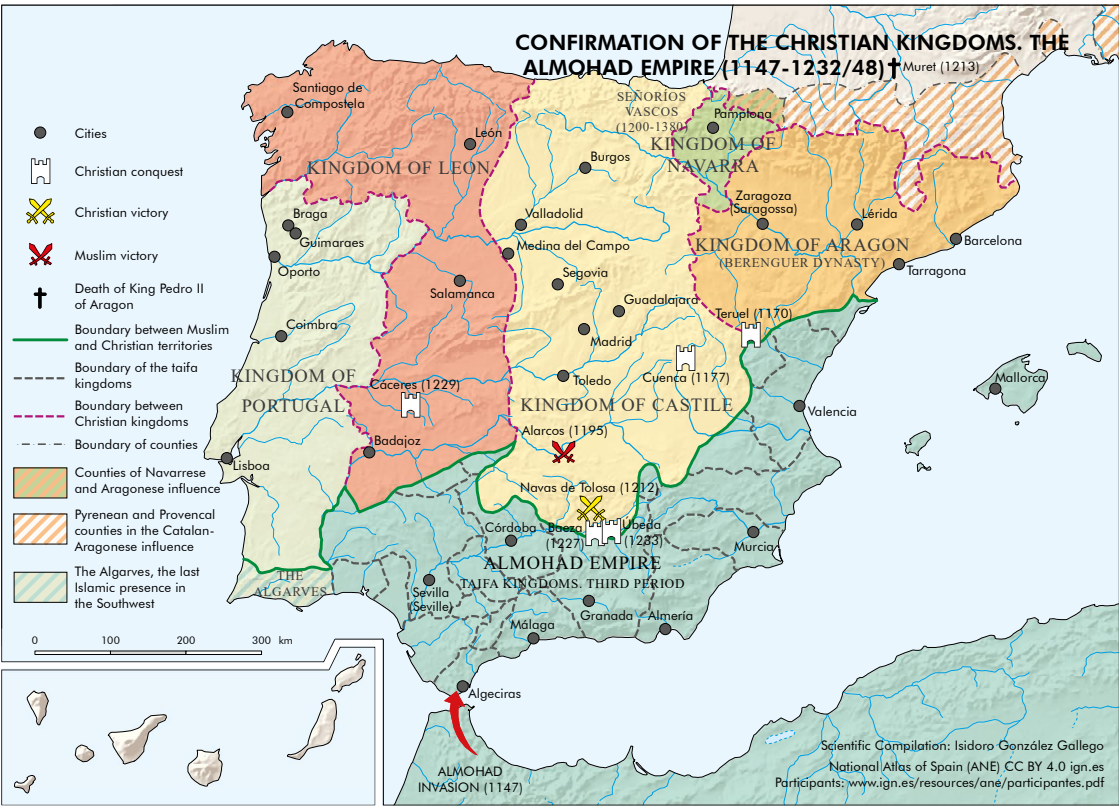 CONFIRMATION OF THE CHRISTIAN KINGDOMS. THE
ALMOHAD EMPIRE (1147-1232/48)
Muret (1213)
Cities
Christian conquest
Christian victory
Muslim victory
Death of King Pedro II
of Aragon
Boundary between Muslim
and Christian territories
Boundary of the taifa
kingdoms
Boundary between
Christian kingdoms
Boundary of counties
Counties of Navarrese
and Aragonese influence
Pyrenean and Provencal
counties in the Catalan-
Aragonese influence
The Algarves, the last
Islamic presence in
the Southwest
0 100 200 300 km
Santiago de
Compostela
León
KINGDOM OF LEON
SEÑORÍOS
VASCOS
(1200-1380)
Pamplona
KINGDOM OF
NAVARRA
Burgos
Braga
Guimaraes
Oporto
Valladolid
Medina del Campo
Zaragoza
(Saragossa)
Lérida
KINGDOM OF ARAGON
(BERENGUER DYNASTY)
Barcelona
Tarragona
Salamanca
Segovia
Guadalajara
Madrid
Teruel (1170)
Coimbra
KINGDOM OF
PORTUGAL
Cáceres (1229)
Toledo
Cuenca (1177)
KINGDOM OF CASTILE
Mallorca
Valencia
Alarcos (1195)
Badajoz
Lisboa
Navas de Tolosa (1212)
Córdoba
Baeza
(1227)
Úbeda
(1233)
Murcia
ALMOHAD EMPIRE
TAIFA KINGDOMS. THIRD PERIOD
THE
ALGARVES
Sevilla
(Seville)
Granada
Almería
Málaga
Algeciras
ALMOHAD
INVASION (1147)
Scientific Compilation: Isidoro González Gallego
National Atlas of Spain (ANE) CC BY 4.0 ign.es
Participants: www.ign.es/resources/ane/participantes.pdf